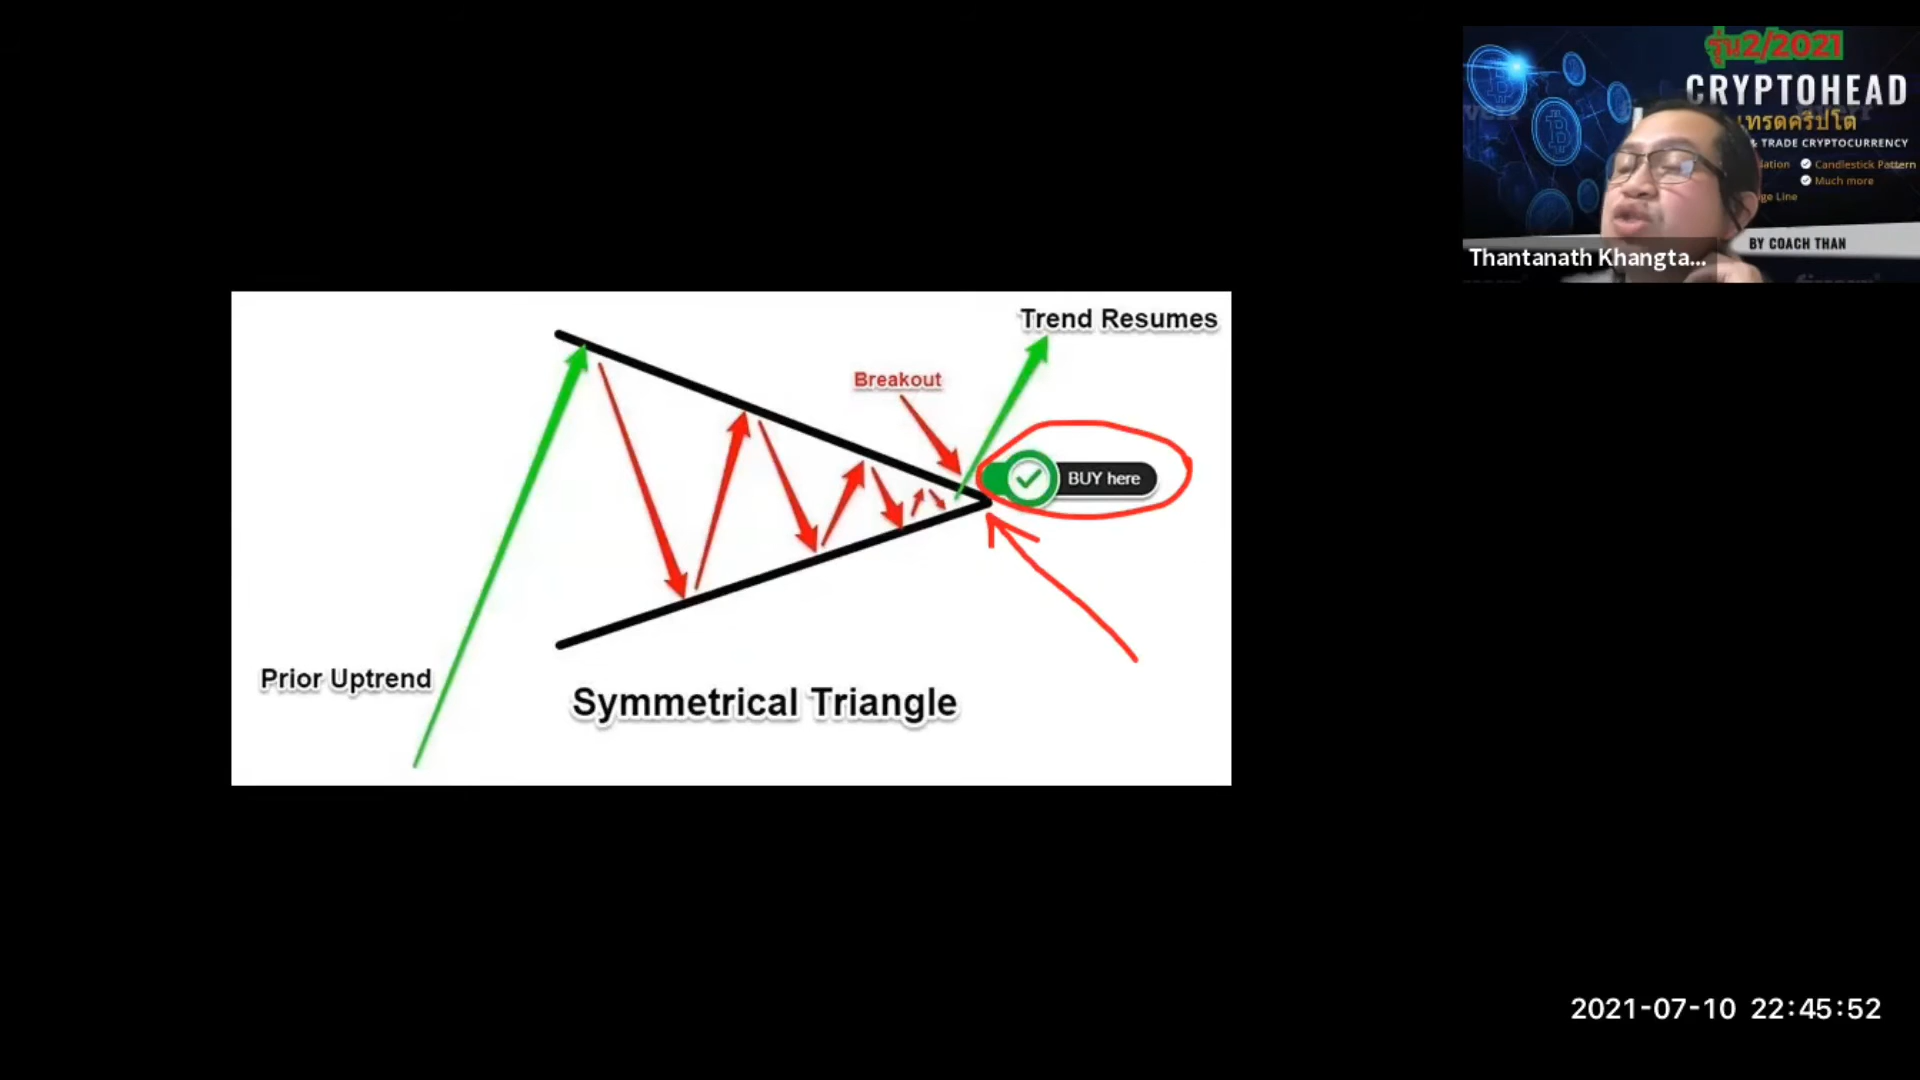 รุ่น2/2021
CRYPTOHEAD
เทรดคริปโต
& TRADE CRYPTOCURRENCY
Candlestick Pattern
Much more
Line
BY COACH THAN
Thantanath Khangta...
Trend Resumes
Breakout
BUY here
Prior Uptrend
Symmetrical Triangle
2021-07-10 22:45:52